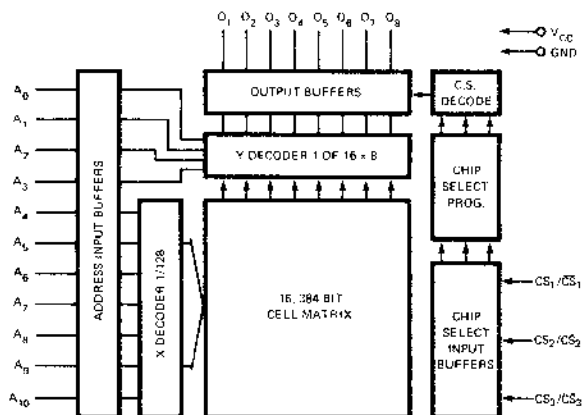 O1 O2 O3 O4 O5 O6 O7 O8
VCC
GND
OUTPUT BUFFERS
C.S. DECODE
A0
A1
A2
A3
A4
A5
A6
A7
A8
A9
A10
ADDRESS INPUT BUFFERS
Y DECODER 1 OF 16 x 8
CHIP
SELECT
PROG.
X DECODER 1/128
16,384 BIT
CELL MATRIX
CHIP
SELECT
INPUT
BUFFERS
CS1/CS1
CS2/CS2
CS3/CS3